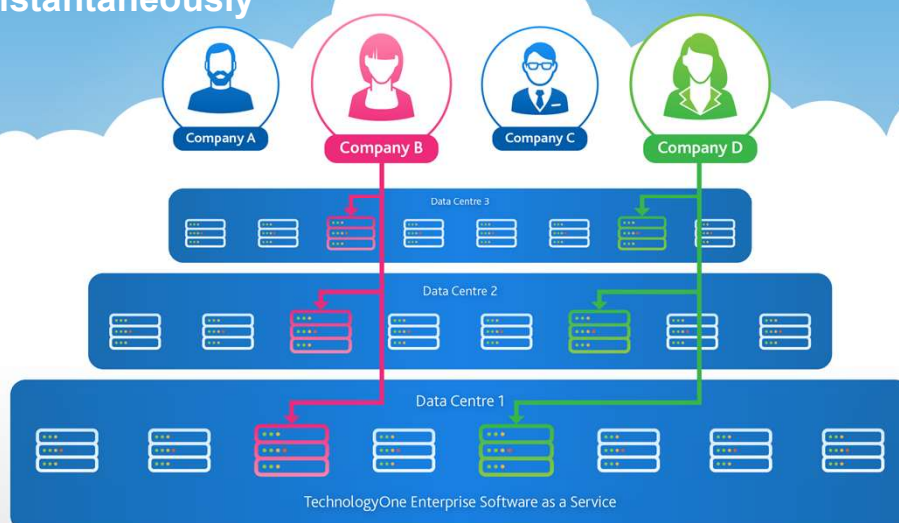 Company A
Company B
Company C
Company D
Data Centre 3
Data Centre 2
Data Centre 1
TechnologyOne Enterprise Software as a Service